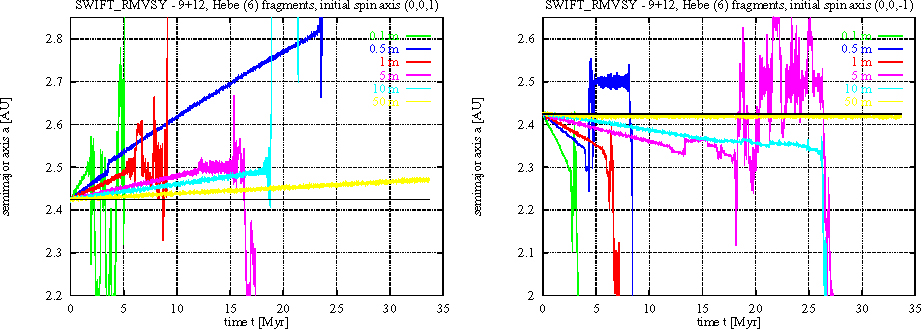 SWIFT_RMVSY - 9+12, Hebe (6) fragments, initial spin axis (0,0,1)
2.8
2.7
2.6
2.5
2.4
2.3
2.2
semimajor axis a [AU]
0.1 m
0.5 m
1 m
5 m
10 m
50 m
0 5 10 15 20 25 30 35
time t [Myr]
SWIFT_RMVSY - 9+12, Hebe (6) fragments, initial spin axis (0,0,-1)
2.6
2.5
2.4
2.3
2.2
2.1
2
semimajor axis a [AU]
0.1 m
0.5 m
1 m
5 m
10 m
50 m
0 5 10 15 20 25 30 35
time t [Myr]